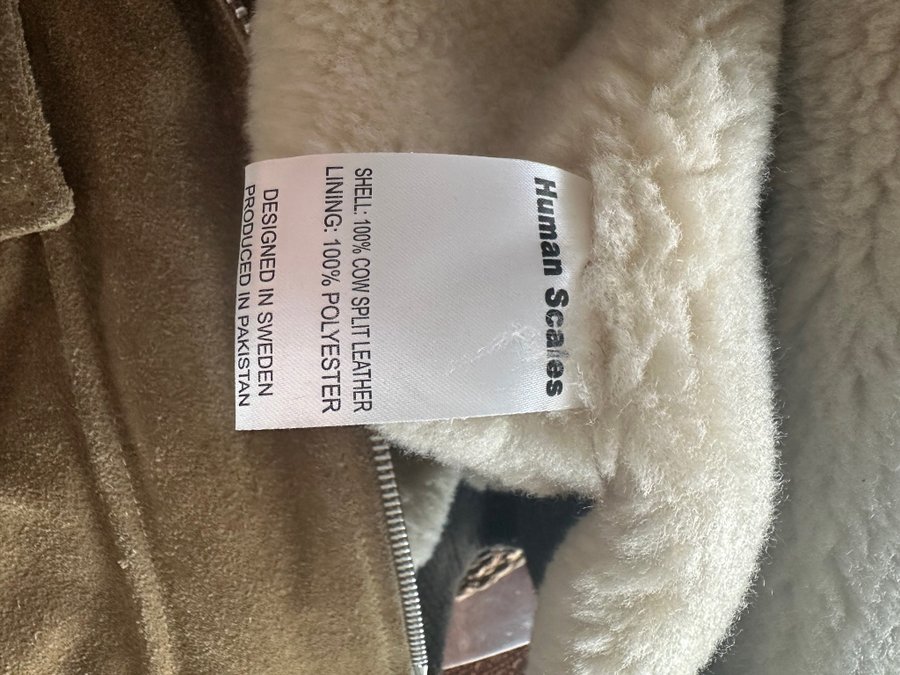 Human Scales
SHELL: 100% COW SPLIT LEATHER
LINING: 100% POLYESTER
DESIGNED IN SWEDEN
PRODUCED IN PAKISTAN